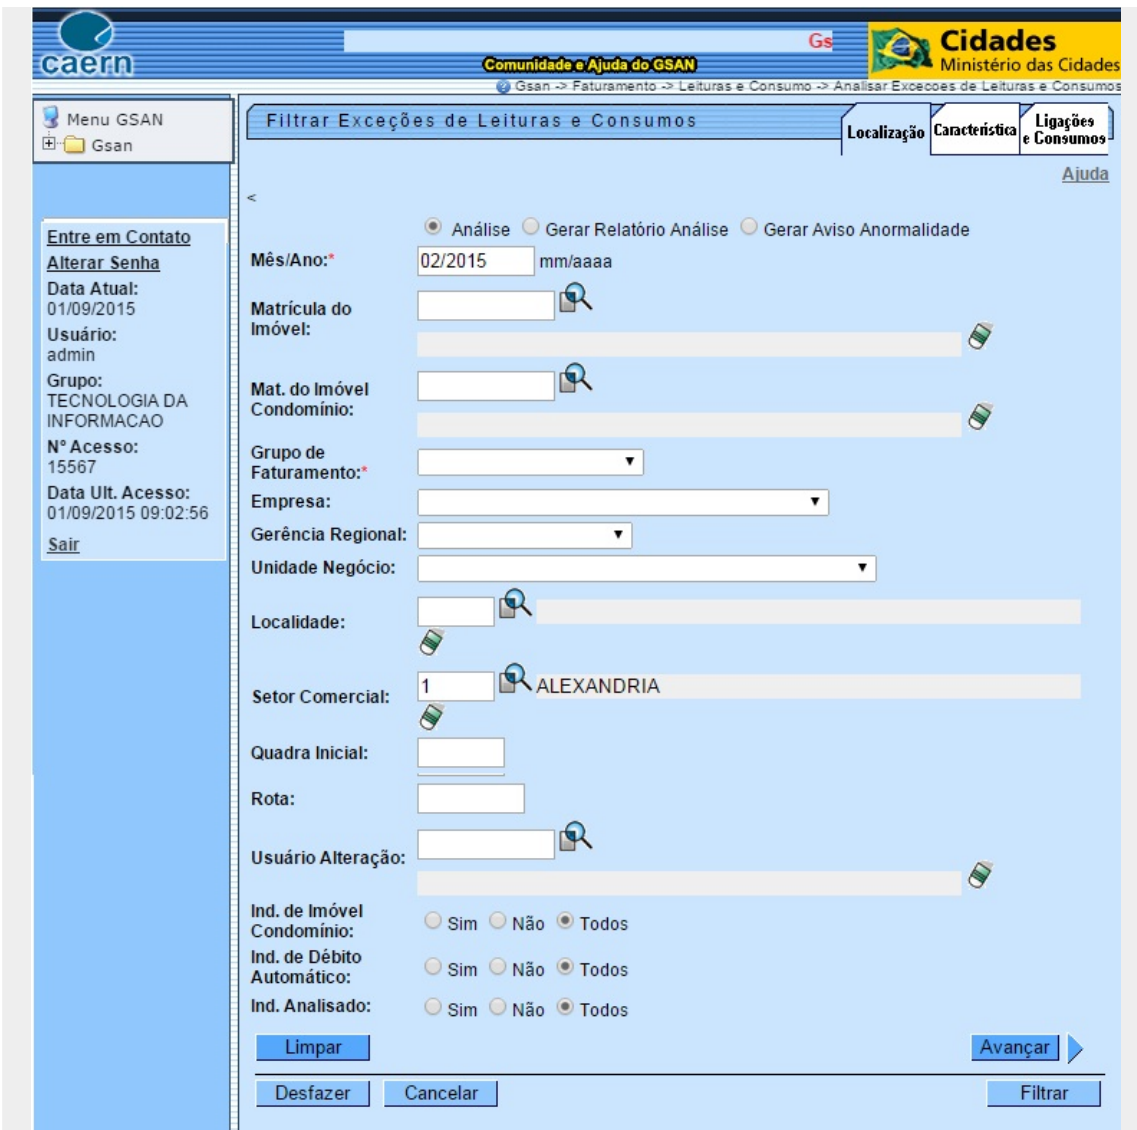 caern
Gs
Comunidade e Ajuda do GSAN
Cidades
Ministério das Cidades
Gsan -> Faturamento -> Leituras e Consumo -> Analisar Excecoes de Leituras e Consumos
Menu GSAN
Gsan
Filtrar Exceções de Leituras e Consumos
Localização
Característica
Ligações
e Consumos
Ajuda
<
Entre em Contato
Alterar Senha
Data Atual:
01/09/2015
Usuário:
admin
Grupo:
TECNOLOGIA DA
INFORMACAO
Nº Acesso:
15567
Data Ult. Acesso:
01/09/2015 09:02:56
Sair
Análise Gerar Relatório Análise Gerar Aviso Anormalidade
Mês/Ano:* 02/2015 mm/aaaa
Matrícula do
Imóvel:
Mat. do Imóvel
Condomínio:
Grupo de
Faturamento:*
Empresa:
Gerência Regional:
Unidade Negócio:
Localidade:
Setor Comercial: 1 ALEXANDRIA
Quadra Inicial:
Rota:
Usuário Alteração:
Ind. de Imóvel
Condomínio: Sim Não Todos
Ind. de Débito
Automático: Sim Não Todos
Ind. Analisado: Sim Não Todos
Limpar Avançar
Desfazer Cancelar Filtrar